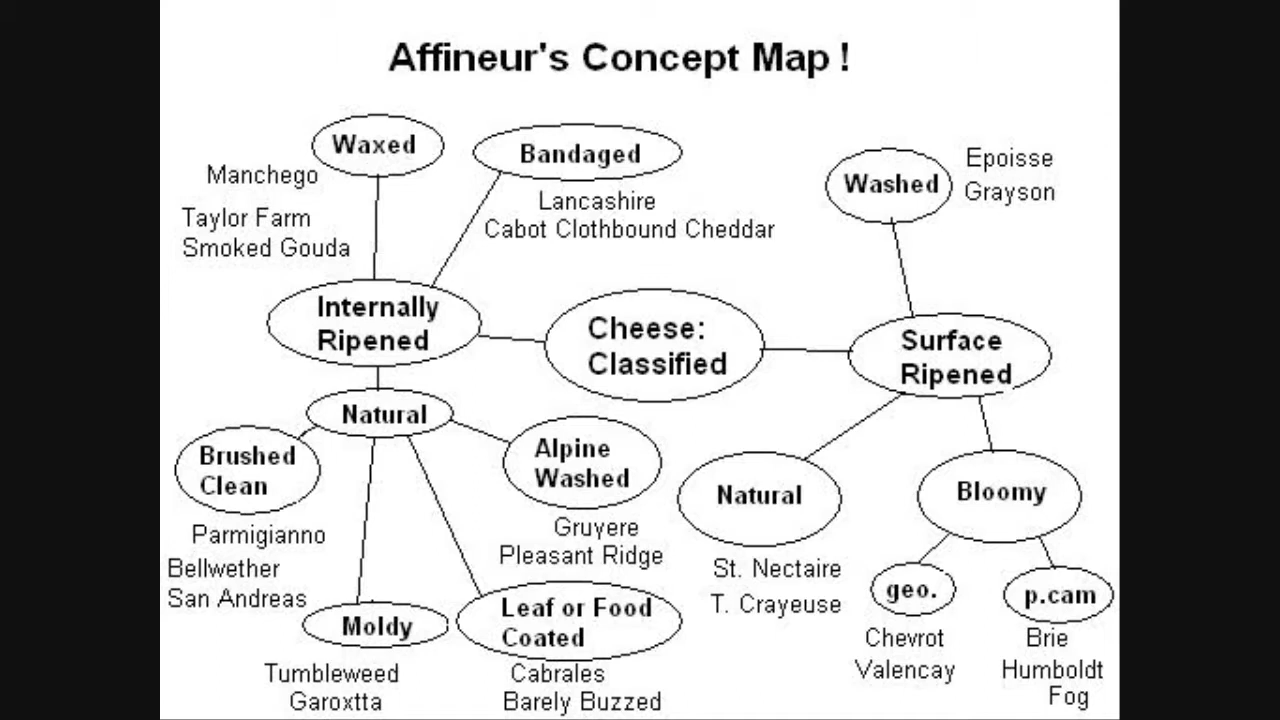 Affineur's Concept Map !
Waxed
Bandaged
Washed
Epoisse
Grayson
Manchego
Taylor Farm
Smoked Gouda
Lancashire
Cabot Clothbound Cheddar
Internally
Ripened
Cheese:
Classified
Surface
Ripened
Natural
Brushed
Clean
Alpine
Washed
Natural
Bloomy
Parmigianno
Bellwether
San Andreas
Gruyere
Pleasant Ridge
St. Nectaire
T. Crayeuse
geo.
p.cam
Moldy
Leaf or Food
Coated
Chevrot
Valencay
Brie
Humboldt
Fog
Tumbleweed
Garoxtta
Cabrales
Barely Buzzed